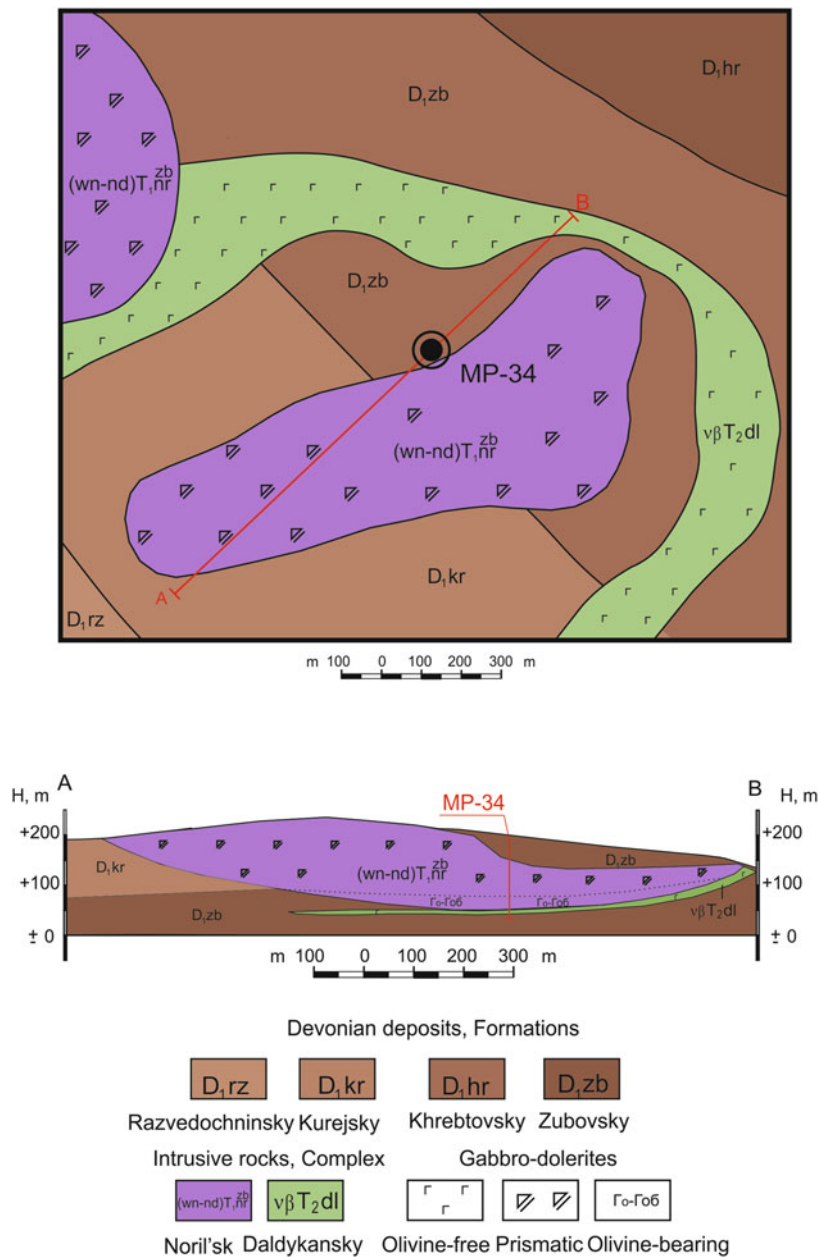 D₁hr
D₁zb
(wn-nd)T₁nr^zb
B
D₁zb
MP-34
(wn-nd)T₁nr^zb
νβT₂dl
A
D₁kr
D₁rz
m 100 0 100 200 300 m
A
B
H, m
MP-34
H, m
+200
+200
D₁kr
D₁zb
(wn-nd)T₁nr^zb
+100
+100
Го-Гоб
Го-Гоб
νβT₂dl
D₁zb
± 0
± 0
m 100 0 100 200 300 m
Devonian deposits, Formations
D₁rz D₁kr D₁hr D₁zb
Razvedochninsky Kurejsky Khrebtovsky Zubovsky
Intrusive rocks, Complex Gabbro-dolerites
(wn-nd)T₁nr^zb νβT₂dl Го-Гоб
Noril'sk Daldykansky Olivine-free Prismatic Olivine-bearing